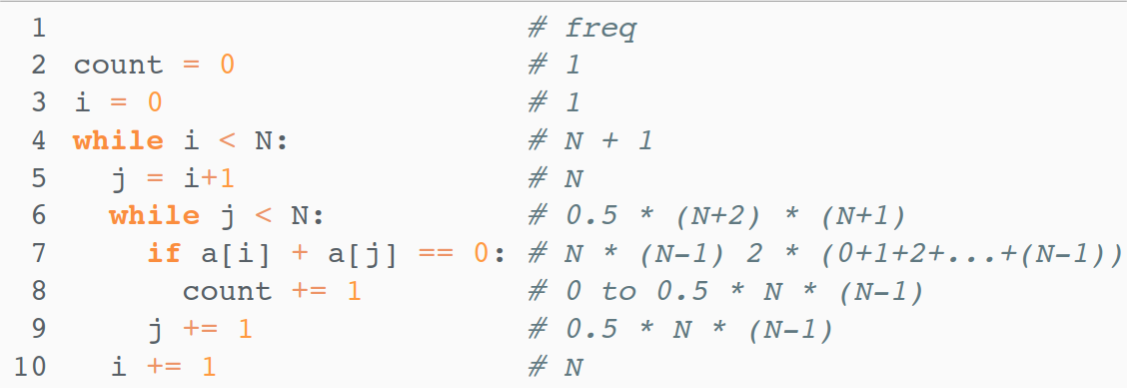 1 # freq
2 count = 0 # 1
3 i = 0 # 1
4 while i < N: # N + 1
5 j = i+1 # N
6 while j < N: # 0.5 * (N+2) * (N+1)
7 if a[i] + a[j] == 0: # N * (N-1) 2 * (0+1+2+...+(N-1))
8 count += 1 # 0 to 0.5 * N * (N-1)
9 j += 1 # 0.5 * N * (N-1)
10 i += 1 # N